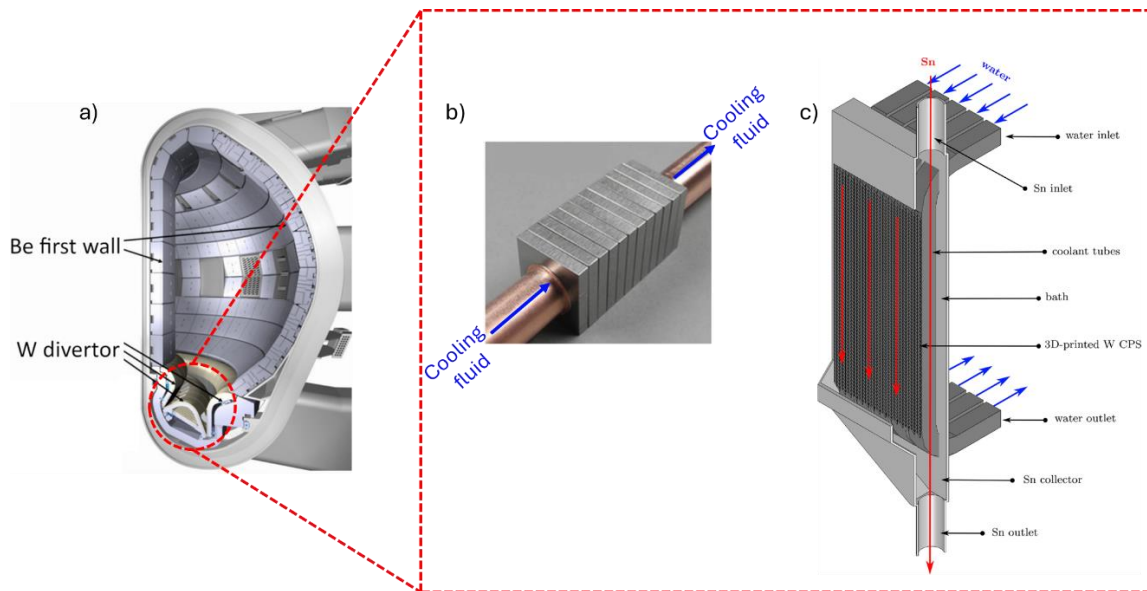 a)
Be first wall
W divertor
b)
Cooling
fluid
Cooling
fluid
c)
Sn
water
water inlet
Sn inlet
coolant tubes
bath
3D-printed W CPS
water outlet
Sn collector
Sn outlet